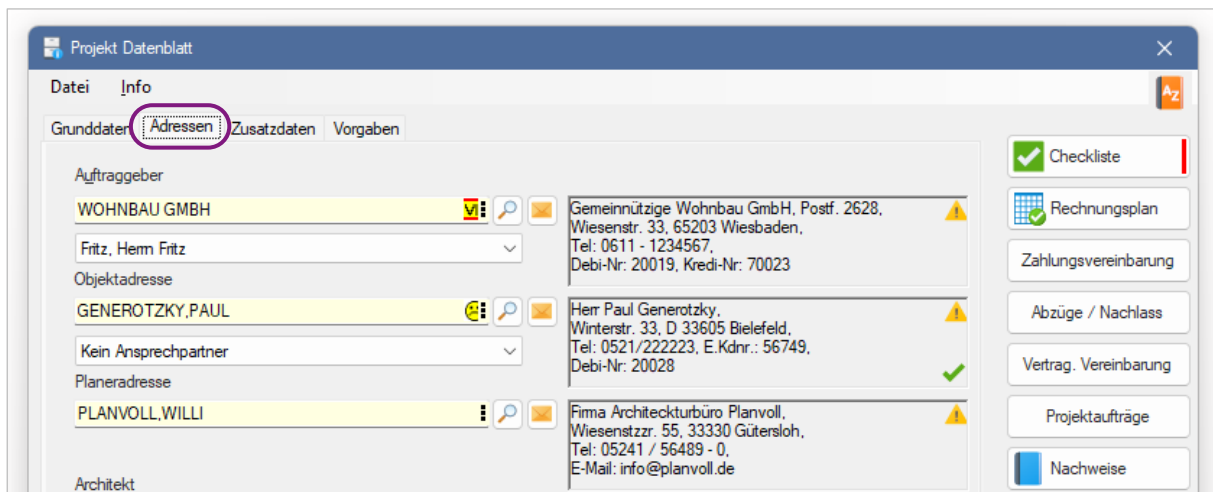 Projekt Datenblatt
Datei Info
AZ
Grunddaten Adressen Zusatzdaten Vorgaben
Auftraggeber
WOHNBAU GMBH
VI
Fritz, Herrn Fritz
Gemeinnützige Wohnbau GmbH, Postf. 2628,
Wiesenstr. 33, 65203 Wiesbaden,
Tel: 0611 - 1234567,
Debi-Nr: 20019, Kredi-Nr: 70023
Objektadresse
GENEROTZKY,PAUL
Kein Ansprechpartner
Herr Paul Generotzky,
Winterstr. 33, D 33605 Bielefeld,
Tel: 0521/222223, E.Kdnr.: 56749,
Debi-Nr: 20028
Planeradresse
PLANVOLL,WILLI
Firma Architeckturbüro Planvoll,
Wiesenstzzr. 55, 33330 Gütersloh,
Tel: 05241 / 56489 - 0,
E-Mail: info@planvoll.de
Architekt
Checkliste
Rechnungsplan
Zahlungsvereinbarung
Abzüge / Nachlass
Vertrag. Vereinbarung
Projektaufträge
Nachweise